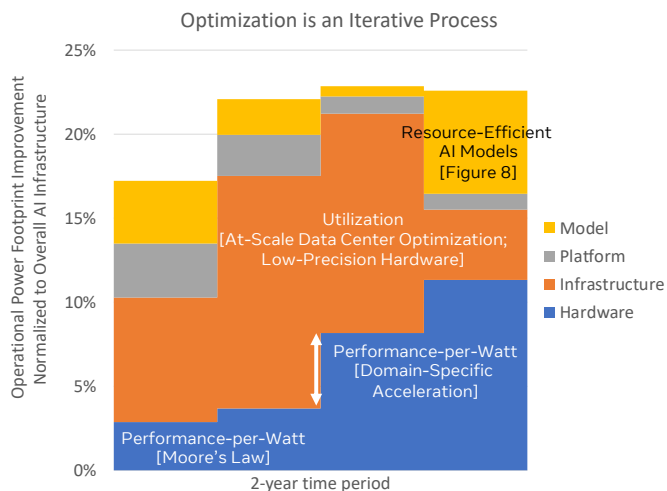 Optimization is an Iterative Process
Operational Power Footprint Improvement
Normalized to Overall AI Infrastructure
25%
20%
15%
10%
5%
0%
Resource-Efficient
AI Models
[Figure 8]
Utilization
[At-Scale Data Center Optimization;
Low-Precision Hardware]
Performance-per-Watt
[Domain-Specific
Acceleration]
Performance-per-Watt
[Moore's Law]
Model
Platform
Infrastructure
Hardware
2-year time period